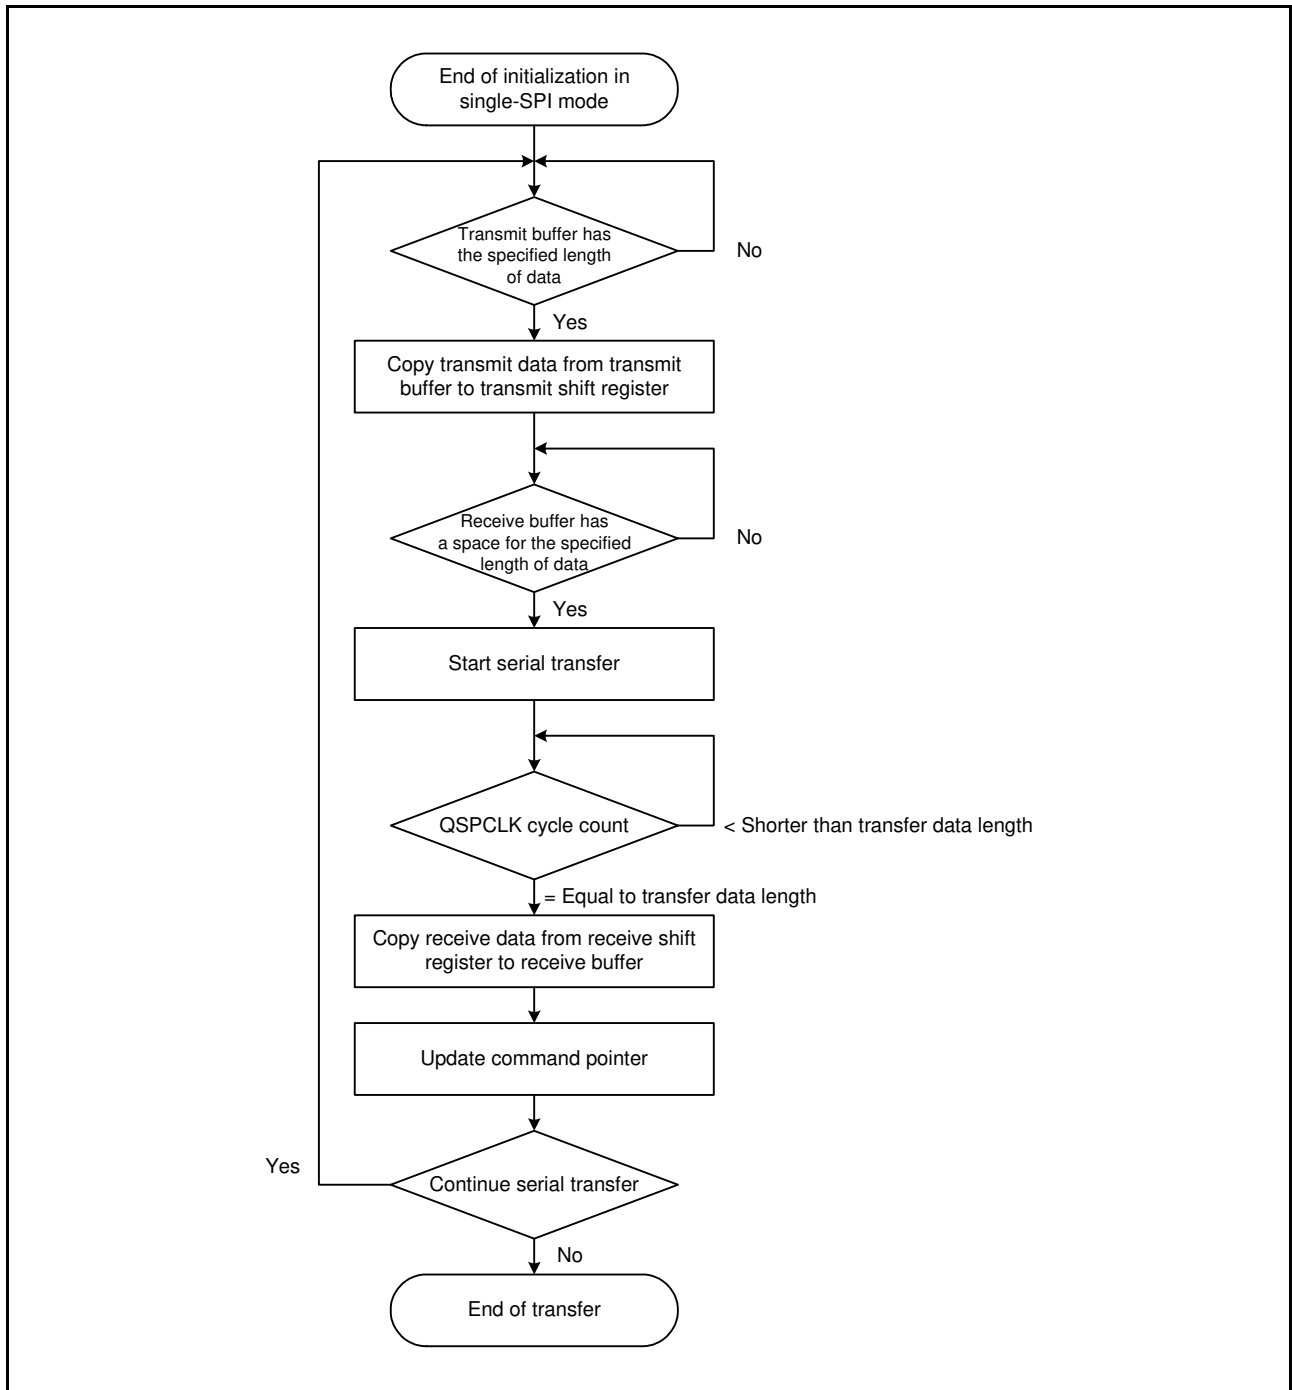 End of initialization in
single-SPI mode
Transmit buffer has
the specified length
of data
No
Yes
Copy transmit data from transmit
buffer to transmit shift register
Receive buffer has
a space for the specified
length of data
No
Yes
Start serial transfer
QSPCLK cycle count
< Shorter than transfer data length
= Equal to transfer data length
Copy receive data from receive shift
register to receive buffer
Update command pointer
Yes
Continue serial transfer
No
End of transfer